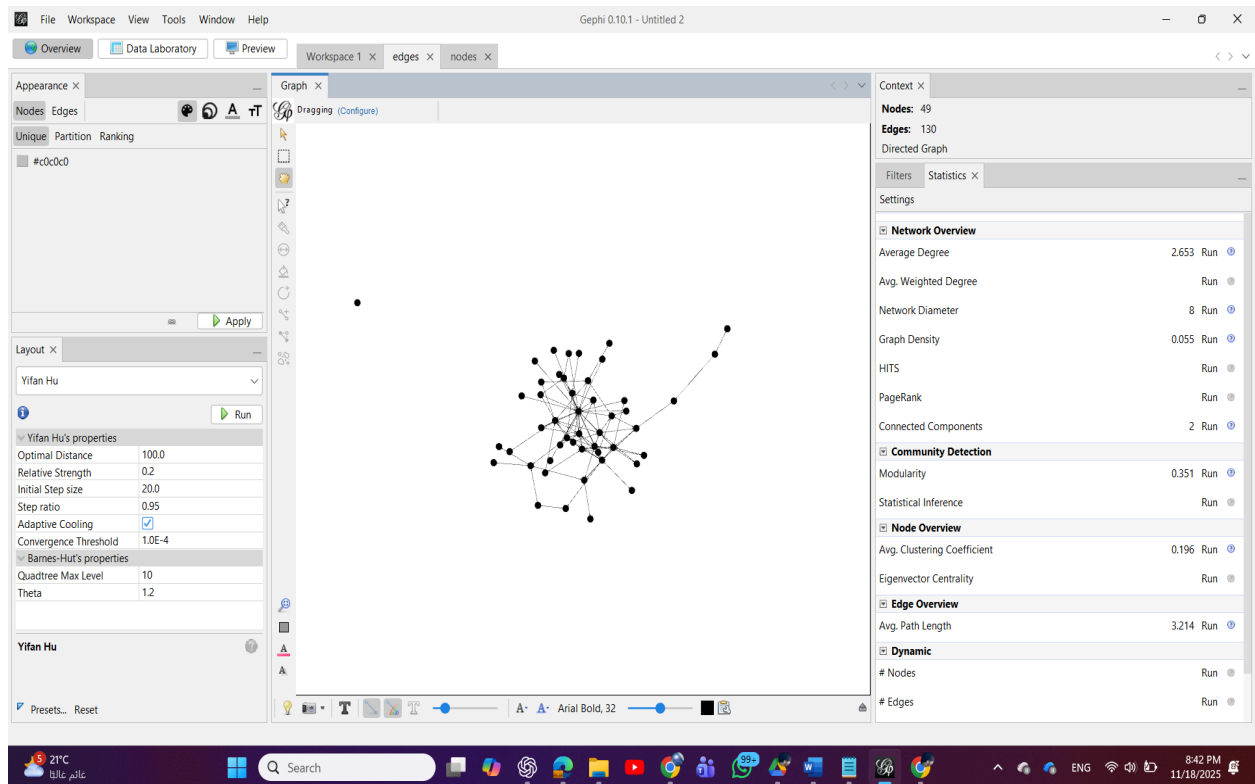 File Workspace View Tools Window Help
Gephi 0.10.1 - Untitled 2
Overview Data Laboratory Preview
Workspace 1 edges nodes
Appearance
Nodes Edges
Unique Partition Ranking
#c0c0c0
Apply
Layout
Yifan Hu
Run
Yifan Hu's properties
Optimal Distance 100.0
Relative Strength 0.2
Initial Step size 20.0
Step ratio 0.95
Adaptive Cooling
Convergence Threshold 1.0E-4
Barnes-Hut's properties
Quadtree Max Level 10
Theta 1.2
Yifan Hu
Presets... Reset
Graph
Dragging (Configure)
A- A- Arial Bold, 32
Context
Nodes: 49
Edges: 130
Directed Graph
Filters Statistics
Settings
Network Overview
Average Degree 2.653 Run
Avg. Weighted Degree Run
Network Diameter 8 Run
Graph Density 0.055 Run
HITS Run
PageRank Run
Connected Components 2 Run
Community Detection
Modularity 0.351 Run
Statistical Inference Run
Node Overview
Avg. Clustering Coefficient 0.196 Run
Eigenvector Centrality Run
Edge Overview
Avg. Path Length 3.214 Run
Dynamic
# Nodes Run
# Edges Run
5
21°C
غائم غالبًا
Search
99+
ENG
8:42 PM
11/18/2025